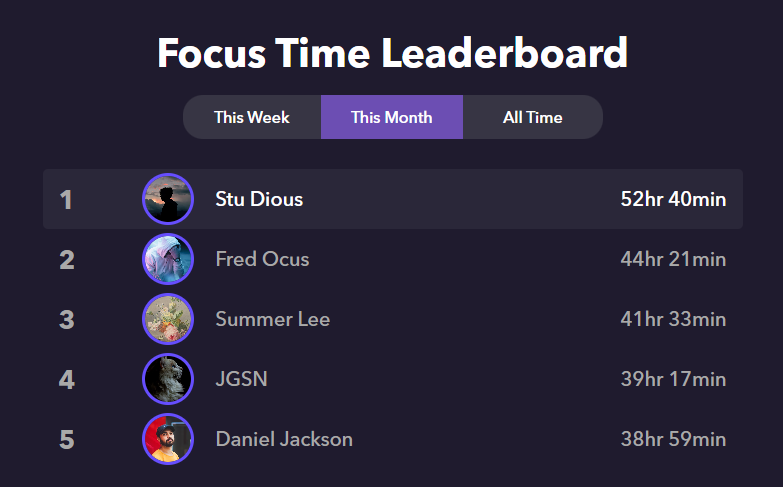 Focus Time Leaderboard
This Week This Month All Time
1 Stu Dious 52hr 40min
2 Fred Ocus 44hr 21min
3 Summer Lee 41hr 33min
4 JGSN 39hr 17min
5 Daniel Jackson 38hr 59min